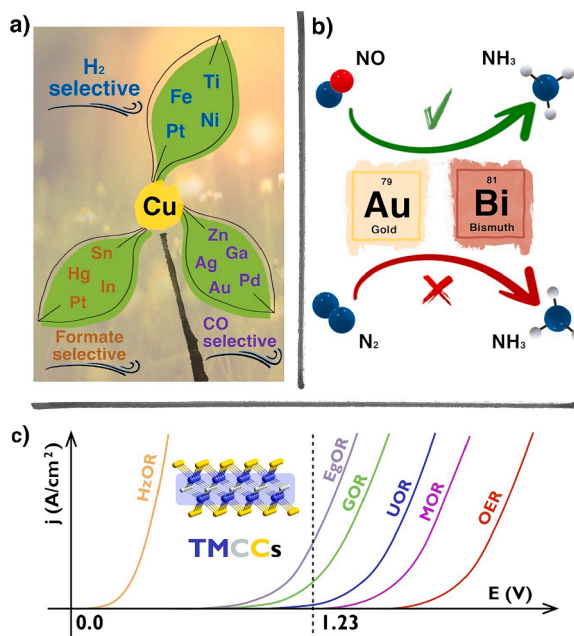 a)
H2
selective
Ti
Fe
Ni
Pt
Cu
Sn
Hg
In
Pt
Formate
selective
Zn
Ga
Ag
Pd
Au
CO
selective
b)
NO
NH3
79
Au
Gold
81
Bi
Bismuth
N2
NH3
c)
j (A/cm²)
HzOR
EgOR
GOR
UOR
MOR
OER
TMCCs
E (V)
0.0
1.23